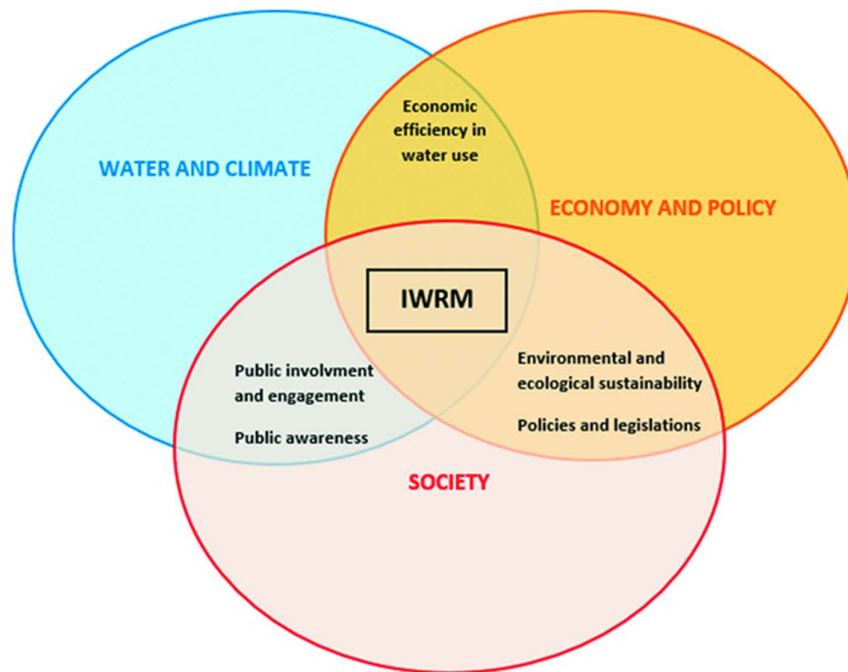 Economic
efficiency in
water use
WATER AND CLIMATE
ECONOMY AND POLICY
IWRM
Public involvment
and engagement
Public awareness
Environmental and
ecological sustainability
Policies and legislations
SOCIETY